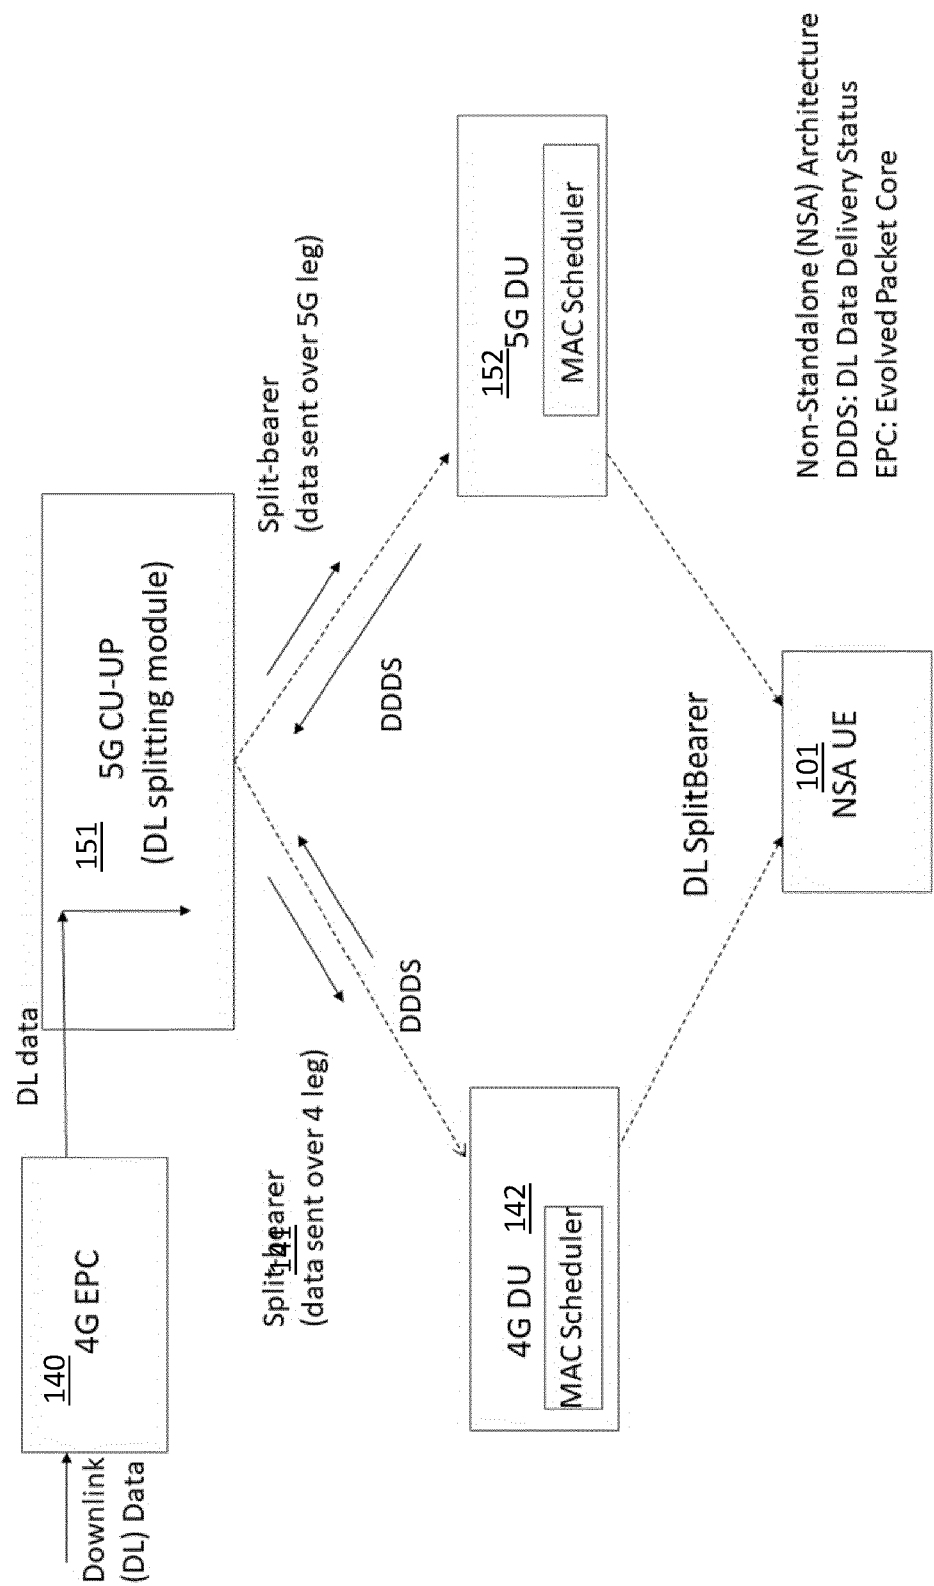 Downlink
(DL) Data
140
4G EPC
DL data
151
5G CU-UP
(DL splitting module)
Split-bearer
141
(data sent over 4 leg)
Split-bearer
(data sent over 5G leg)
DDDS
DDDS
4G DU
142
MAC Scheduler
152
5G DU
MAC Scheduler
DL SplitBearer
101
NSA UE
Non-Standalone (NSA) Architecture
DDDS: DL Data Delivery Status
EPC: Evolved Packet Core